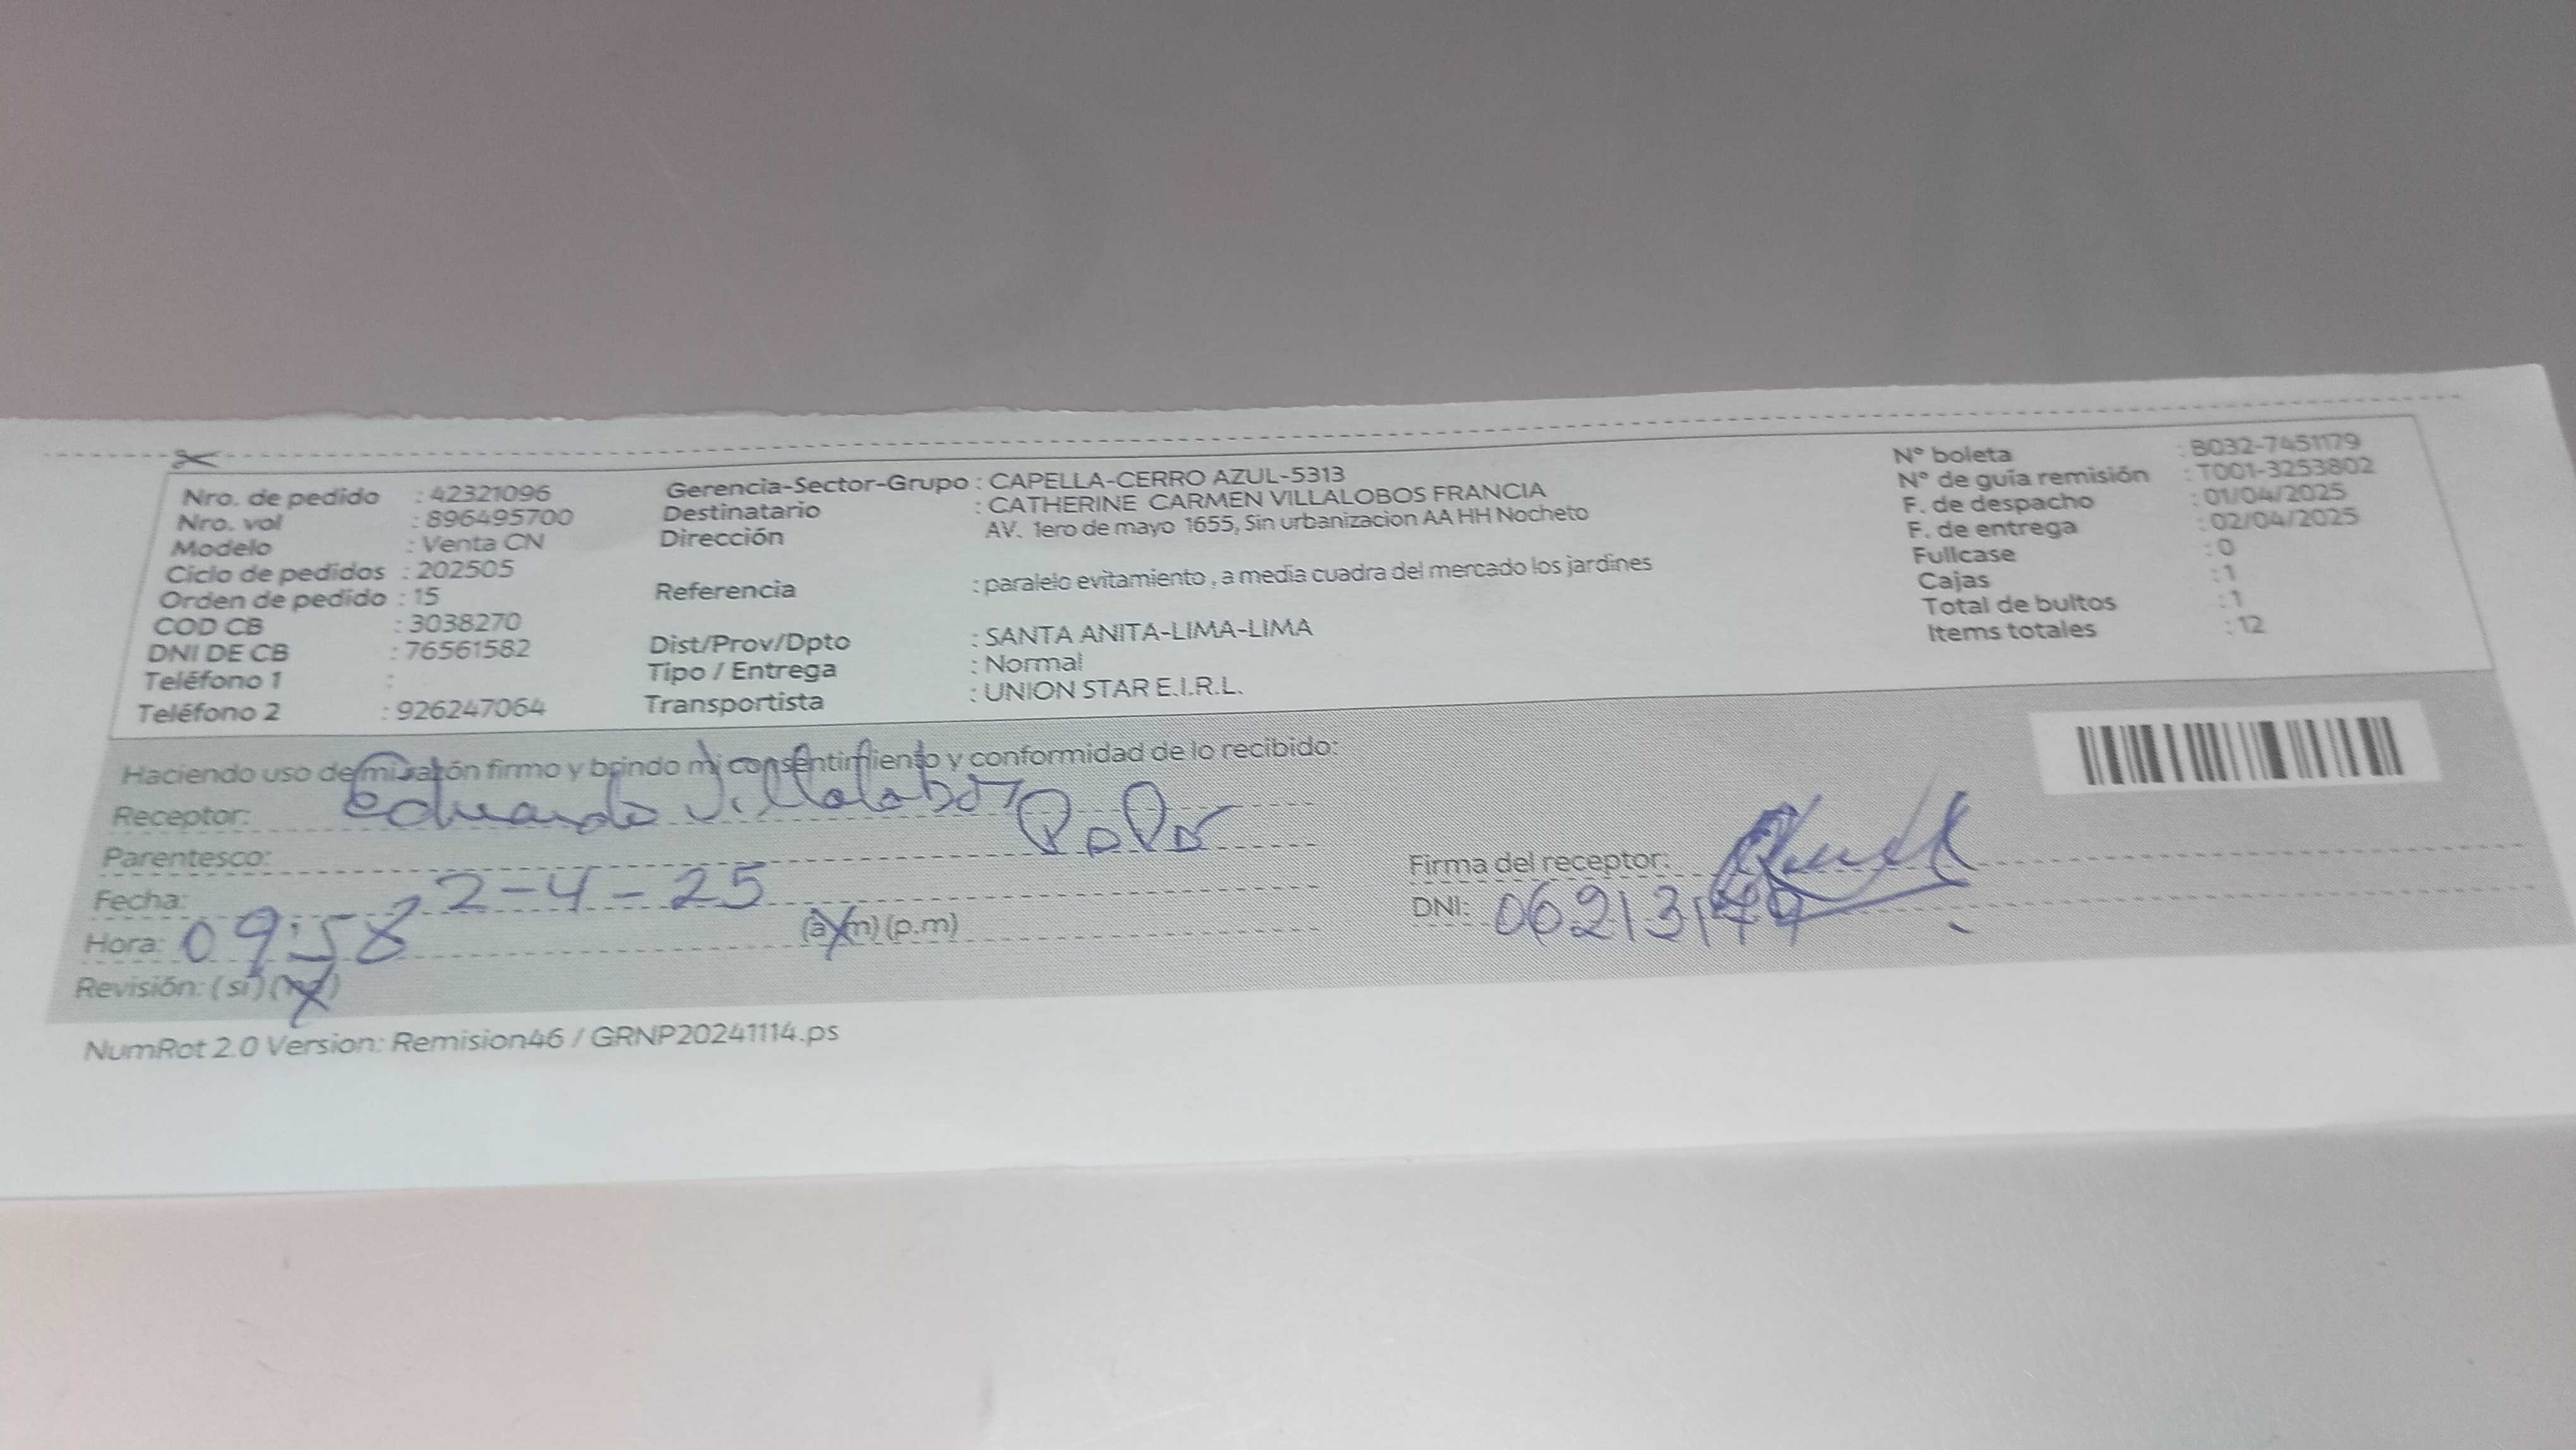 Nro. de pedido : 42321096
Nro. vol : 896495700
Modelo : Venta CN
Ciclo de pedidos : 202505
Orden de pedido : 15
COD CB : 3038270
DNI DE CB : 76561582
Teléfono 1 :
Teléfono 2 : 926247064
Gerencia-Sector-Grupo : CAPELLA-CERRO AZUL-5313
Destinatario : CATHERINE CARMEN VILLALOBOS FRANCIA
Dirección AV. 1ero de mayo 1655, Sin urbanizacion AA HH Nocheto
Referencia : paralelo evitamiento , a media cuadra del mercado los jardines
Dist/Prov/Dpto : SANTA ANITA-LIMA-LIMA
Tipo / Entrega : Normal
Transportista : UNION STAR E.I.R.L.
N° boleta : B032-7451179
N° de guía remisión : T001-3253802
F. de despacho : 01/04/2025
F. de entrega : 02/04/2025
Fullcase : 0
Cajas : 1
Total de bultos : 1
Items totales : 12
Haciendo uso de mi razón firmo y brindo mi consentimiento y conformidad de lo recibido:
Receptor: Eduardo Villalobos
Parentesco: Papa
Fecha: 2-4-25
Hora: 09:58 (a.m) (p.m)
Revisión: (si) (no)
Firma del receptor:
DNI:
NumRot 2.0 Version: Remision46 / GRNP20241114.ps